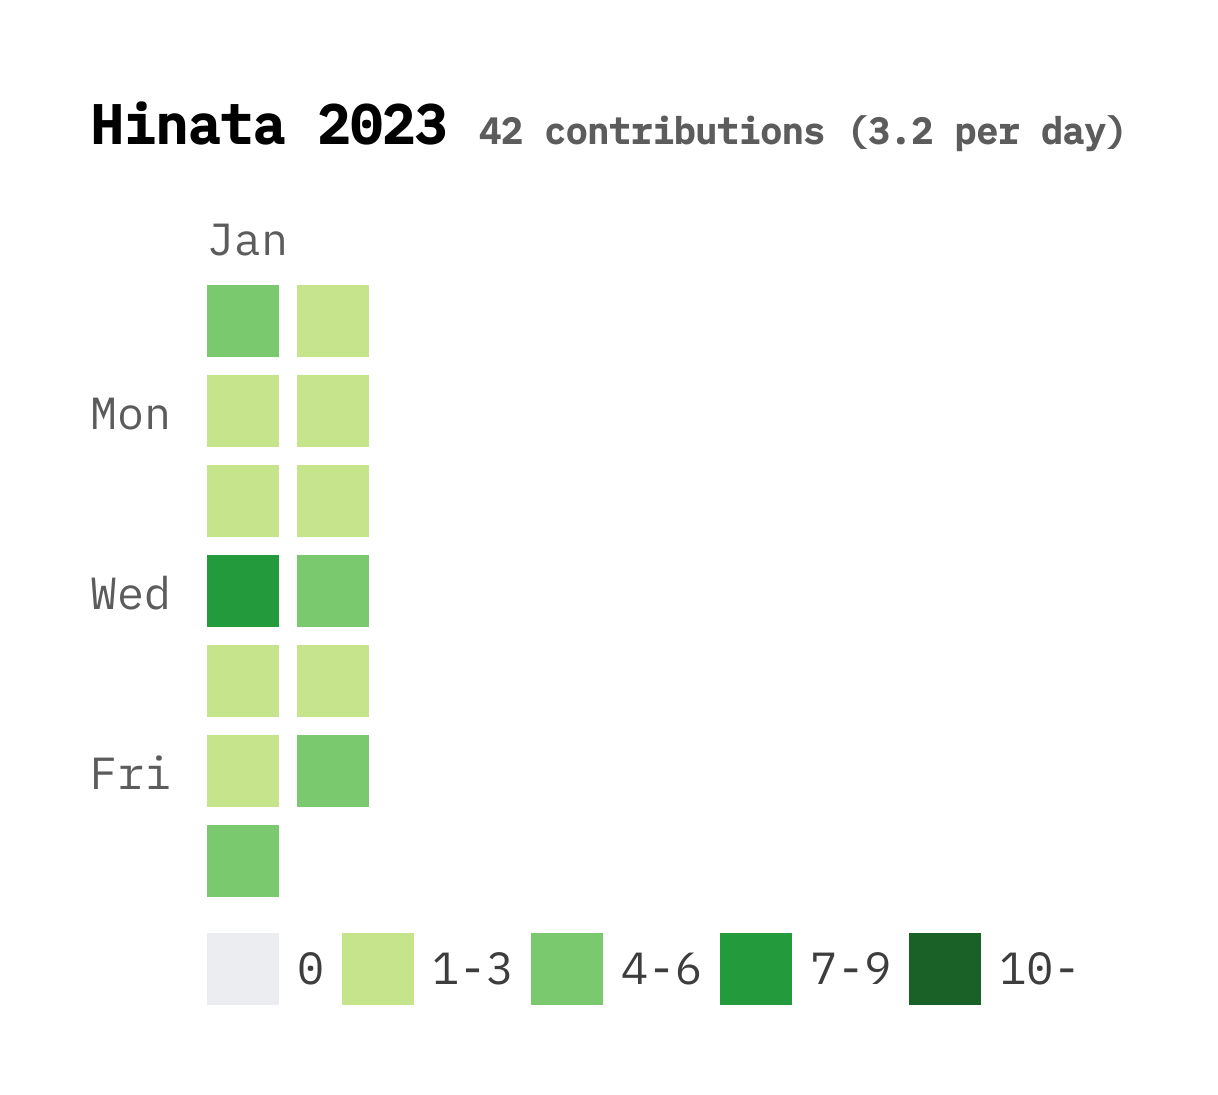 Hinata 2023 42 contributions (3.2 per day)
Jan
Mon
Wed
Fri
0 1-3 4-6 7-9 10-